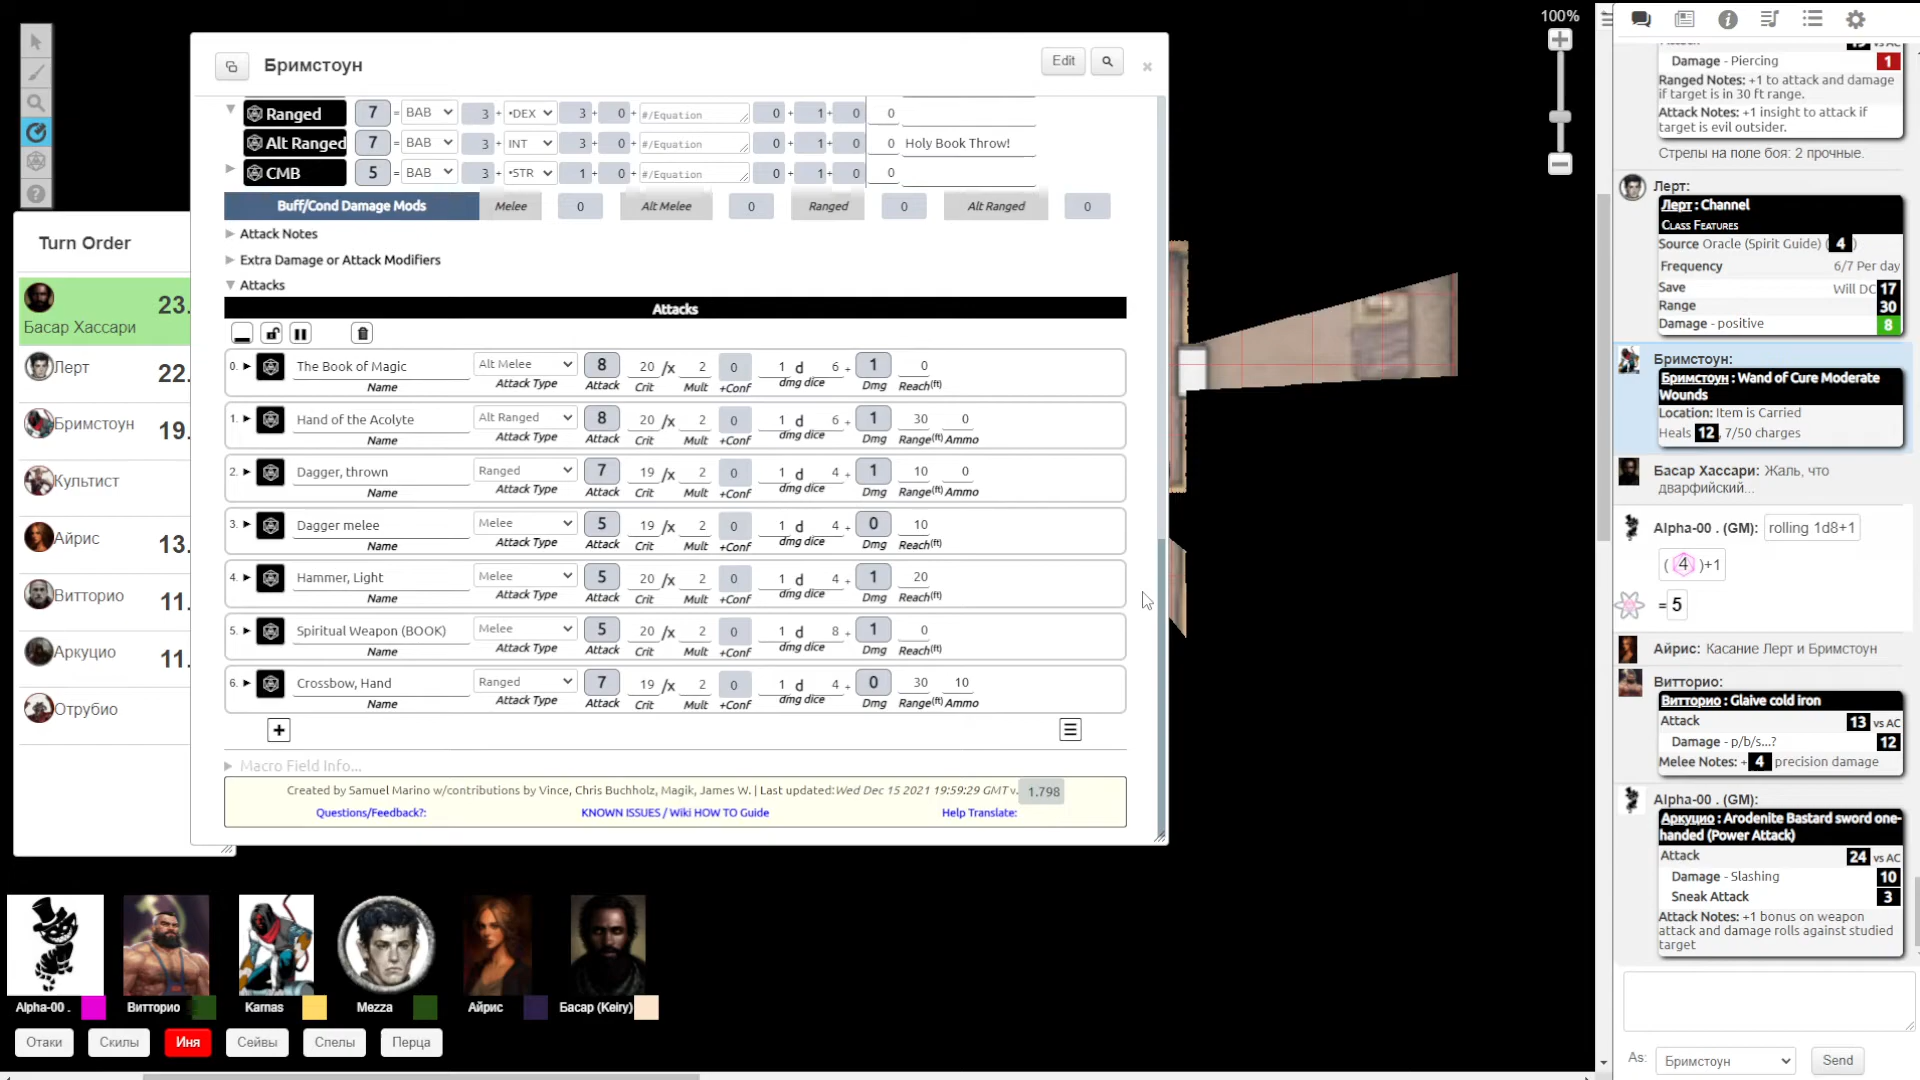 100%
Бримстоун
Edit
Ranged 7 = BAB 3 + •DEX 3 + 0 + #/Equation 0 + 1 + 0 0
Alt Ranged 7 = BAB 3 + INT 3 + 0 + #/Equation 0 + 1 + 0 0 Holy Book Throw!
CMB 5 = BAB 3 + •STR 1 + 0 + #/Equation 0 + 1 + 0 0
Buff/Cond Damage Mods Melee 0 Alt Melee 0 Ranged 0 Alt Ranged 0
Attack Notes
Extra Damage or Attack Modifiers
Attacks
Attacks
0. The Book of Magic Alt Melee 8 20 /x 2 0 1 d 6 + 1 0
Name Attack Type Attack Crit Mult +Conf dmg dice Dmg Reach(ft)
1. Hand of the Acolyte Alt Ranged 8 20 /x 2 0 1 d 6 + 1 30 0
Name Attack Type Attack Crit Mult +Conf dmg dice Dmg Range(ft) Ammo
2. Dagger, thrown Ranged 7 19 /x 2 0 1 d 4 + 1 10 0
Name Attack Type Attack Crit Mult +Conf dmg dice Dmg Range(ft) Ammo
3. Dagger melee Melee 5 19 /x 2 0 1 d 4 + 0 10
Name Attack Type Attack Crit Mult +Conf dmg dice Dmg Reach(ft)
4. Hammer, Light Melee 5 20 /x 2 0 1 d 4 + 1 20
Name Attack Type Attack Crit Mult +Conf dmg dice Dmg Reach(ft)
5. Spiritual Weapon (BOOK) Melee 5 20 /x 2 0 1 d 8 + 1 0
Name Attack Type Attack Crit Mult +Conf dmg dice Dmg Reach(ft)
6. Crossbow, Hand Ranged 7 19 /x 2 0 1 d 4 + 0 30 10
Name Attack Type Attack Crit Mult +Conf dmg dice Dmg Range(ft) Ammo
Macro Field Info...
Created by Samuel Marino w/contributions by Vince, Chris Buchholz, Magik, James W. | Last updated:Wed Dec 15 2021 19:59:29 GMT v. 1.798
Questions/Feedback?: KNOWN ISSUES / Wiki HOW TO Guide Help Translate:
Turn Order
23.
Басар Хассари
Лерт 22.
Бримстоун 19.
Культист
Айрис 13.
Витторио 11.
Аркуцио 11.
Отрубио
Alpha-00 . Витторио Karnas Mezza Айрис Басар (Keiry)
Отаки Скилы Иня Сейвы Спелы Перца
Damage - Piercing 1
Ranged Notes: +1 to attack and damage
if target is in 30 ft range.
Attack Notes: +1 insight to attack if
target is evil outsider.
Стрелы на поле боя: 2 прочные.
Лерт:
Лерт : Channel
Class Features
Source Oracle (Spirit Guide) ( 4 )
Frequency 6/7 Per day
Save Will DC 17
Range 30
Damage - positive 8
Бримстоун:
Бримстоун : Wand of Cure Moderate
Wounds
Location: Item is Carried
Heals 12 , 7/50 charges
Басар Хассари: Жаль, что
дварфийский...
Alpha-00 . (GM): rolling 1d8+1
( 4 )+1
= 5
Айрис: Касание Лерт и Бримстоун
Витторио:
Витторио : Glaive cold iron
Attack 13 vs AC
Damage - p/b/s...? 12
Melee Notes: + 4 precision damage
Alpha-00 . (GM):
Аркуцио : Arodenite Bastard sword one-
handed (Power Attack)
Attack 24 vs AC
Damage - Slashing 10
Sneak Attack 3
Attack Notes: +1 bonus on weapon
attack and damage rolls against studied
target
As: Бримстоун Send